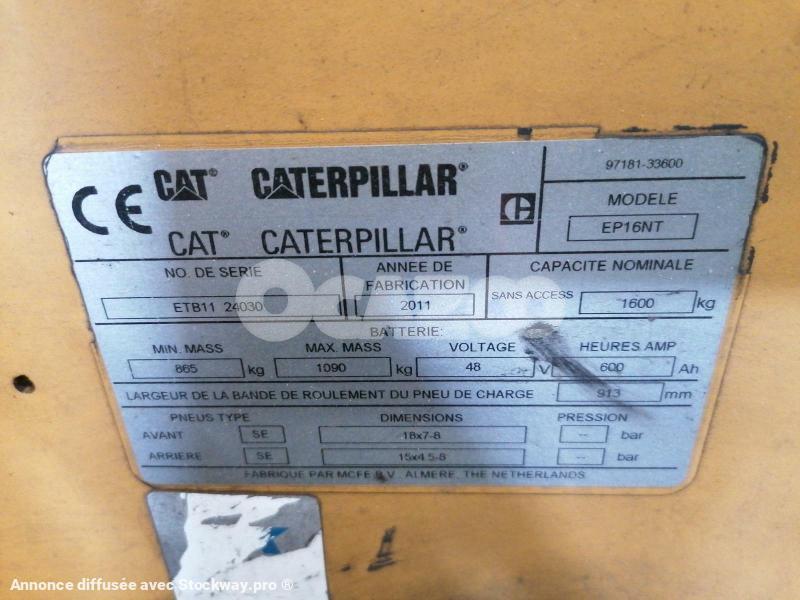 CE CAT CATERPILLAR®
CAT® CATERPILLAR®
97181-33600
MODELE
EP16NT
NO. DE SERIE
ETB11 24030
ANNEE DE
FABRICATION
2011
CAPACITE NOMINALE
SANS ACCESS 1600 kg
BATTERIE:
MIN. MASS MAX. MASS VOLTAGE HEURES AMP
865 kg 1090 kg 48 V 600 Ah
LARGEUR DE LA BANDE DE ROULEMENT DU PNEU DE CHARGE 913 mm
PNEUS TYPE DIMENSIONS PRESSION
AVANT SE 18x7-8 -- bar
ARRIERE SE 15x4.5-8 -- bar
FABRIQUE PAR MCFE B.V. ALMERE, THE NETHERLANDS
Annonce diffusée avec Stockway.pro ®